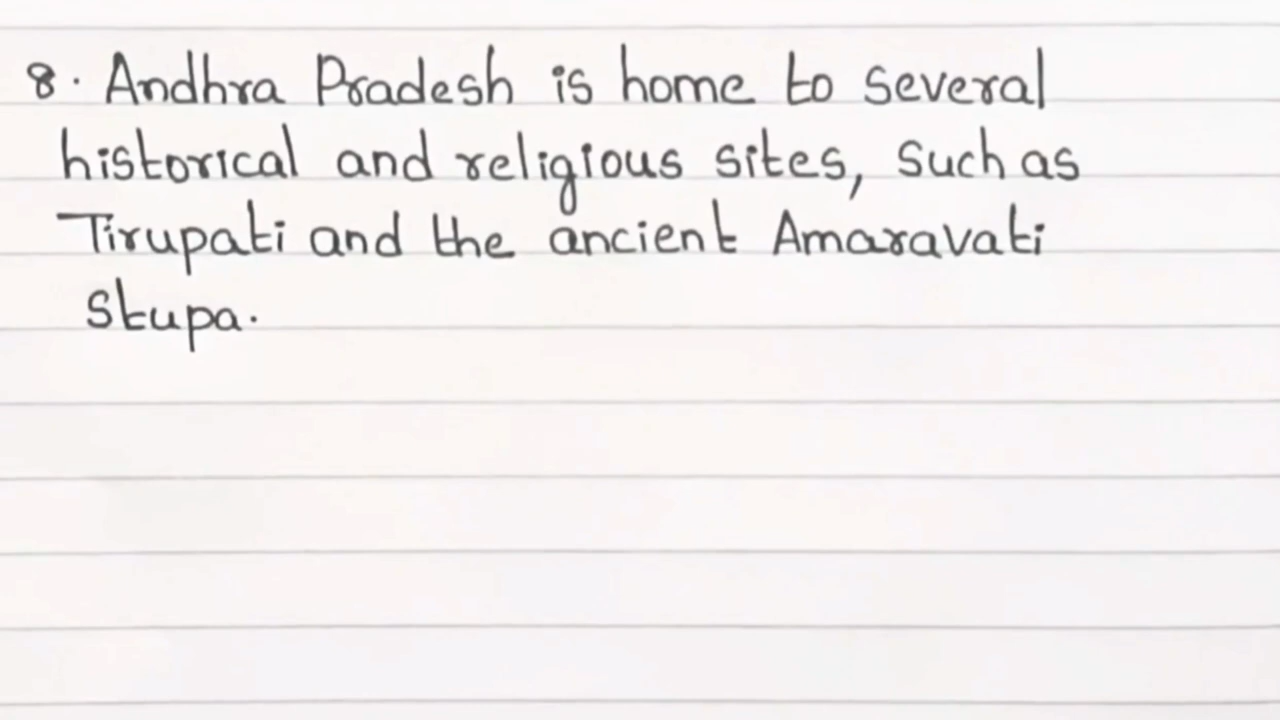 8. Andhra Pradesh is home to several
historical and religious sites, such as
Tirupati and the ancient Amaravati
Stupa.